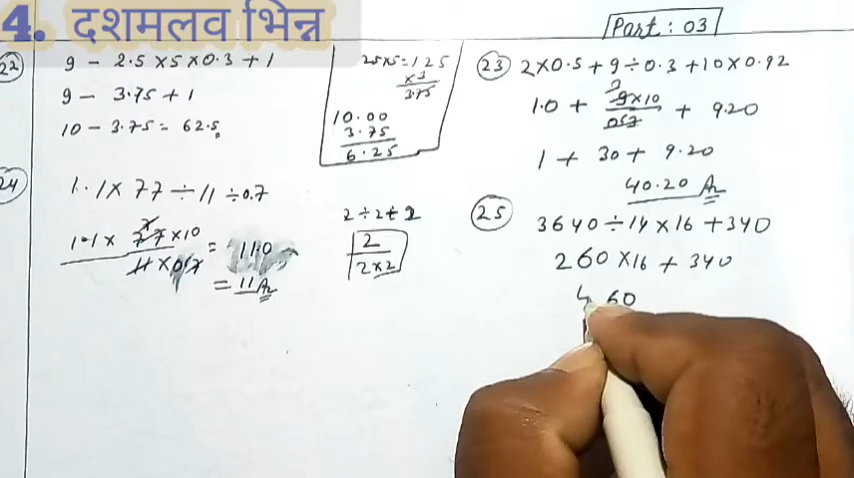 4. दशमलव भिन्न
Part : 03
22 9 - 2.5 × 5 × 0.3 + 1
9 - 3.75 + 1
10 - 3.75 = 62.5
25×5 = 125
×3
3.75
10.00
3.75
6.25
23 2×0.5 + 9 ÷ 0.3 + 10×0.92
1.0 + 9×10 + 9.20
1 + 30 + 9.20
40.20 Ar
24 1.1 × 77 ÷ 11 ÷ 0.7
1.1 × 77 × 10 = 11.0
11 × 0.7
= 11 Ar
2 ÷ 2 ÷ 2
2
2×2
25 3640 ÷ 14 × 16 + 340
260 × 16 + 340
60